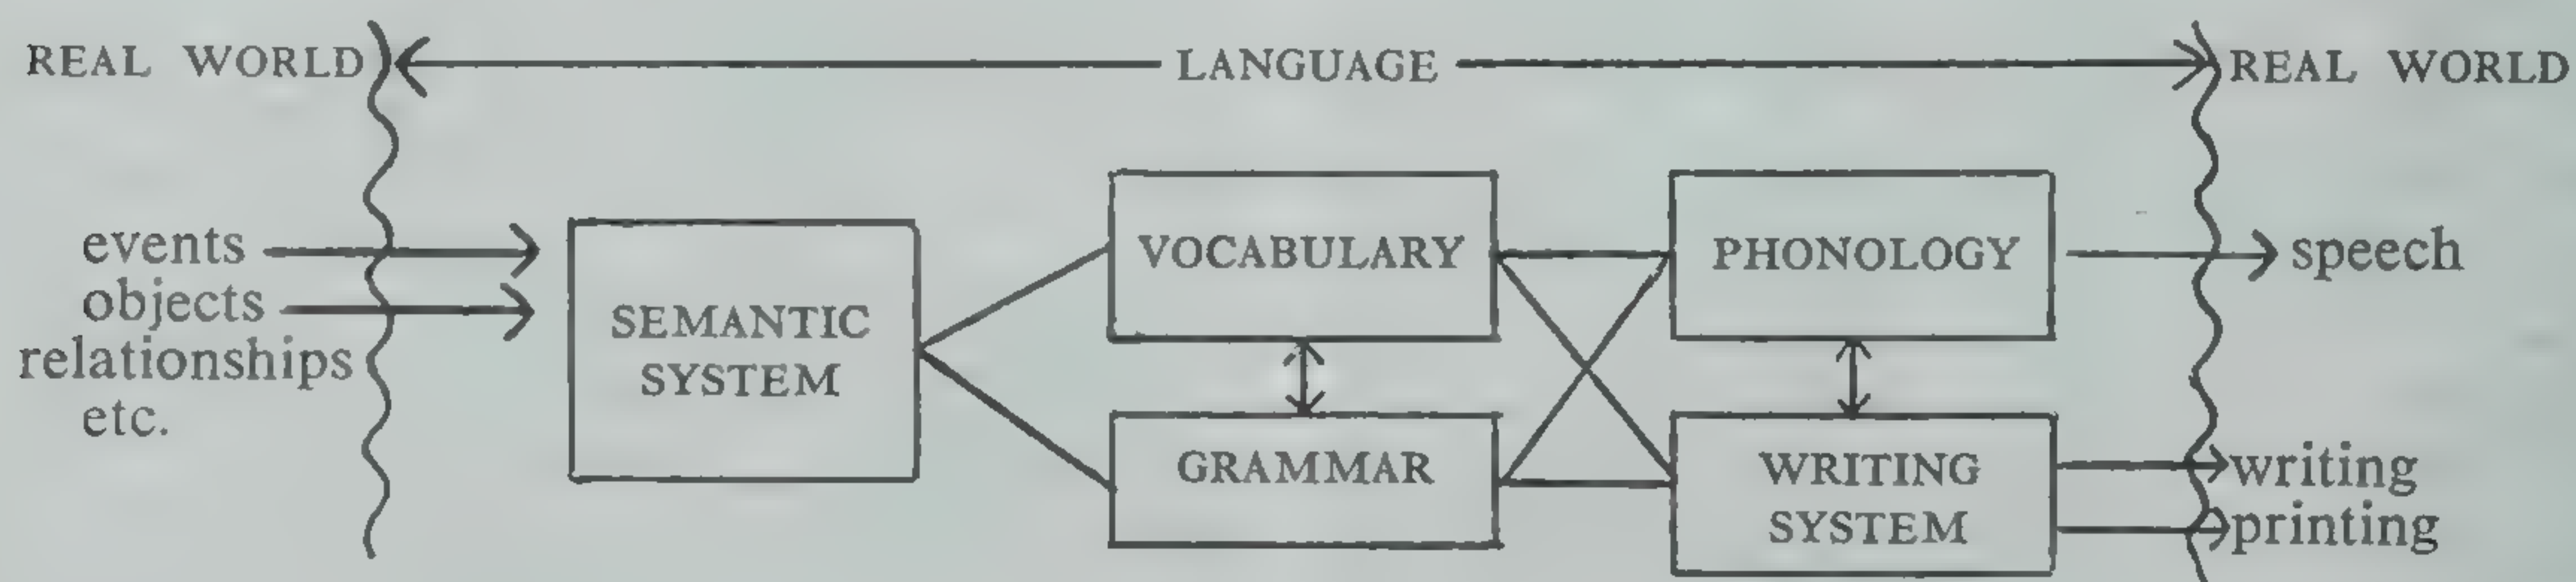 REAL WORLD
LANGUAGE
REAL WORLD
events
objects
relationships
etc.
SEMANTIC
SYSTEM
VOCABULARY
GRAMMAR
PHONOLOGY
WRITING
SYSTEM
speech
writing
printing